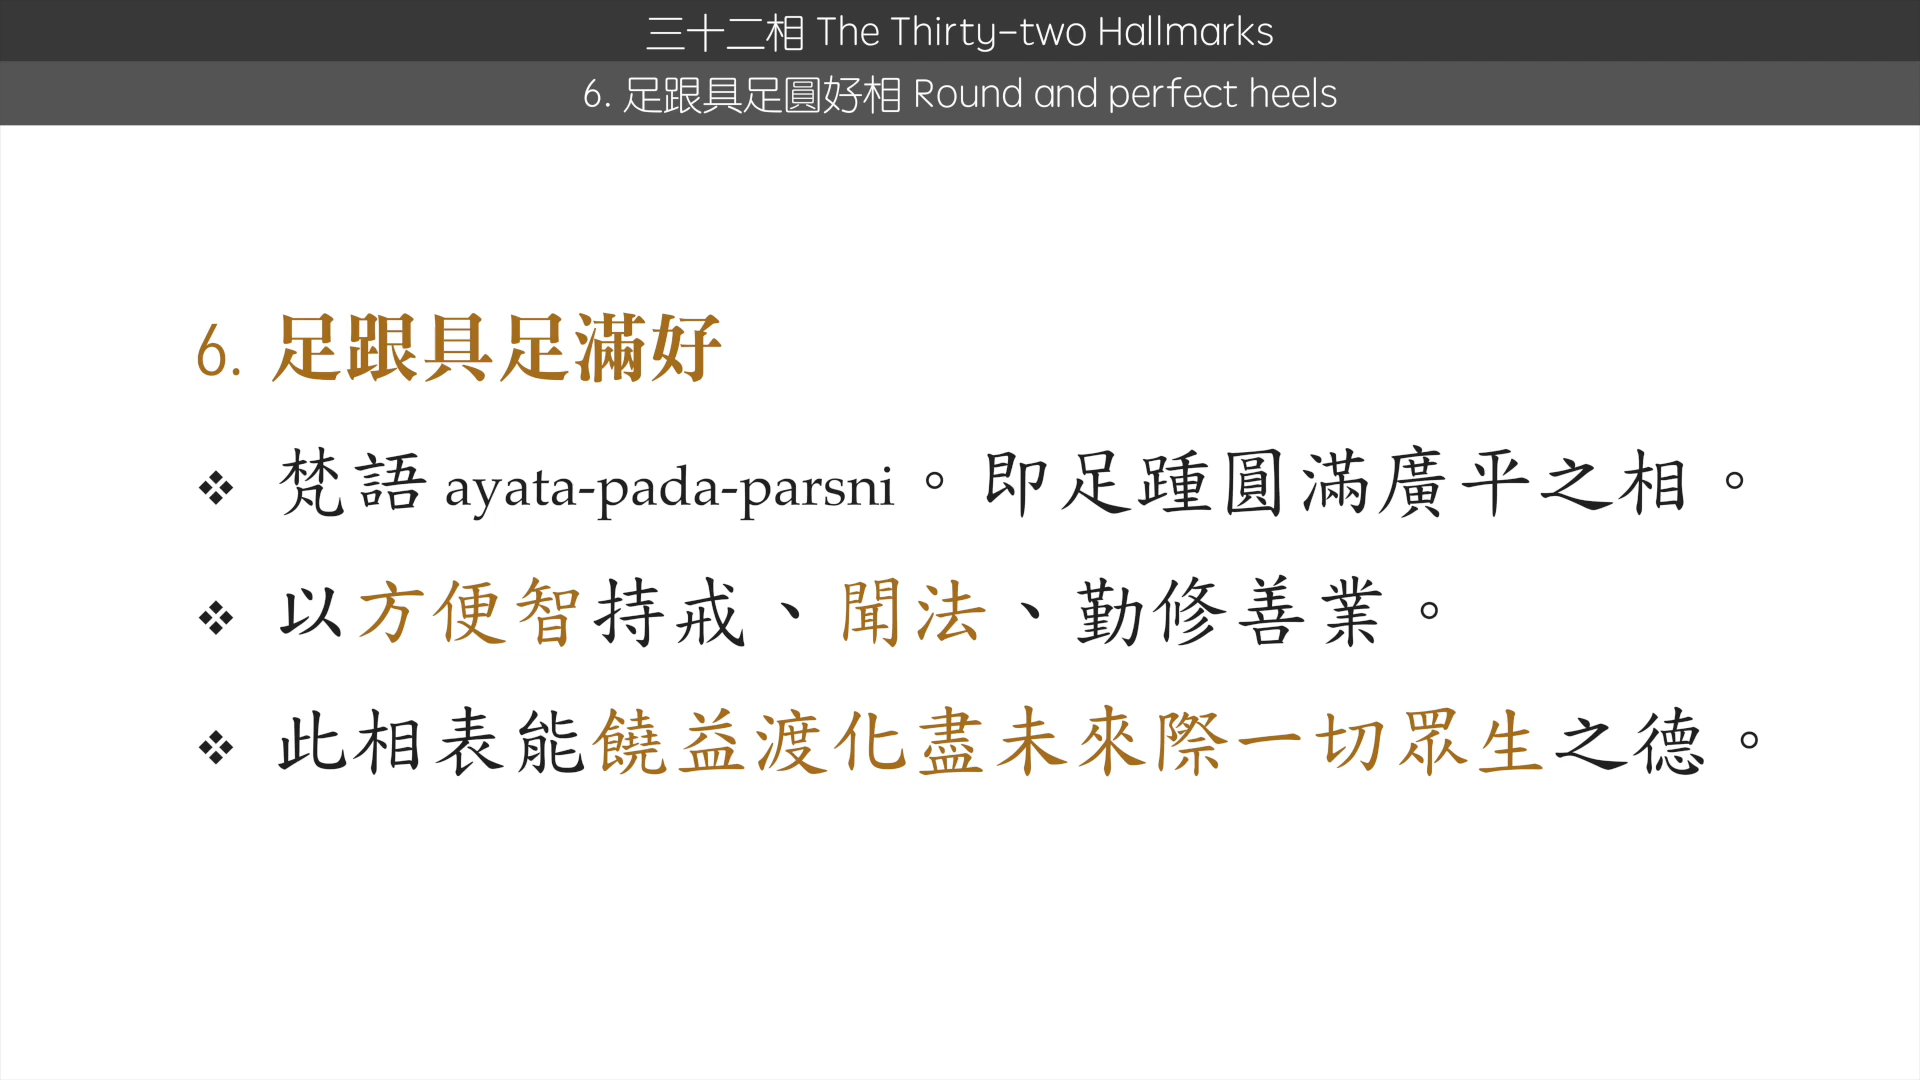 三十二相 The Thirty-two Hallmarks
6. 足跟具足圓好相 Round and perfect heels
6. 足跟具足滿好
❖ 梵語 ayata-pada-parsni。即足踵圓滿廣平之相。
❖ 以方便智持戒、聞法、勤修善業。
❖ 此相表能饒益渡化盡未來際一切眾生之德。